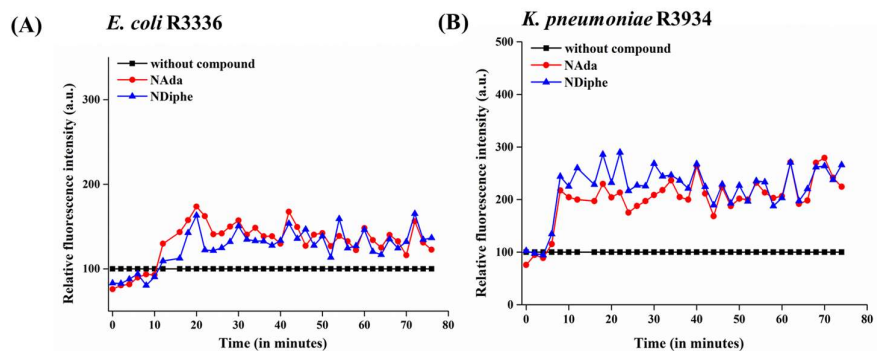 (A)
E. coli R3336
without compound
NAda
NDiphe
Relative fluorescence intensity (a.u.)
300
200
100
0 10 20 30 40 50 60 70 80
Time (in minutes)
(B)
K. pneumoniae R3934
without compound
NAda
NDiphe
Relative fluorescence intensity (a.u.)
500
400
300
200
100
0
0 10 20 30 40 50 60 70 80
Time (in minutes)